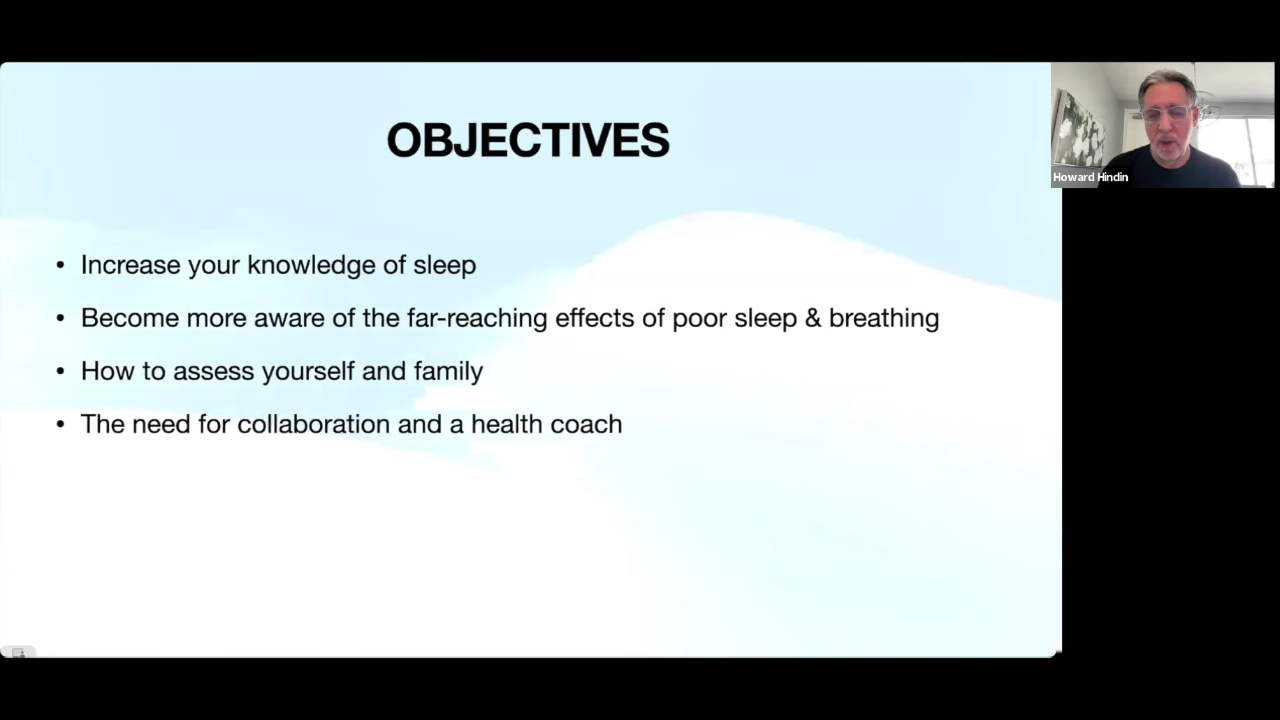 OBJECTIVES
• Increase your knowledge of sleep
• Become more aware of the far-reaching effects of poor sleep & breathing
• How to assess yourself and family
• The need for collaboration and a health coach
Howard Hindin